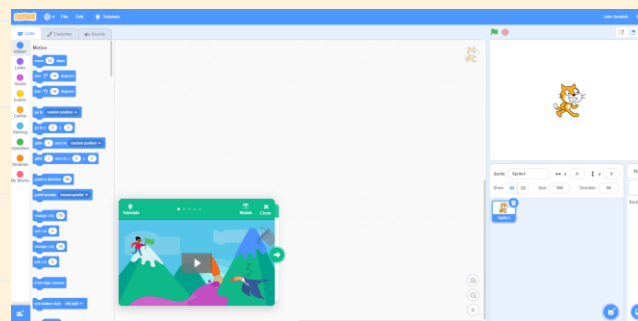 SCRATCH File Edit Tutorials Join Scratch
Code Costumes Sounds
Motion
Motion
Looks
Sound
Events
Control
Sensing
Operators
Variables
My Blocks
move 10 steps
turn 15 degrees
turn 15 degrees
go to random position
go to x: 0 y: 0
glide 1 secs to random position
glide 1 secs to x: 0 y: 0
point in direction 90
point towards mouse-pointer
change x by 10
set x to 0
change y by 10
set y to 0
if on edge, bounce
set rotation style left-right
Tutorials Shrink Close
Sprite Sprite1 x 0 y 0
Show Size 100 Direction 90
Sprite1